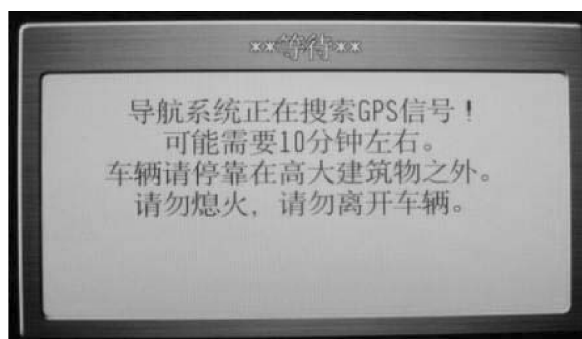 **等待**
导航系统正在搜索GPS信号！
可能需要10分钟左右。
车辆请停靠在高大建筑物之外。
请勿熄火，请勿离开车辆。